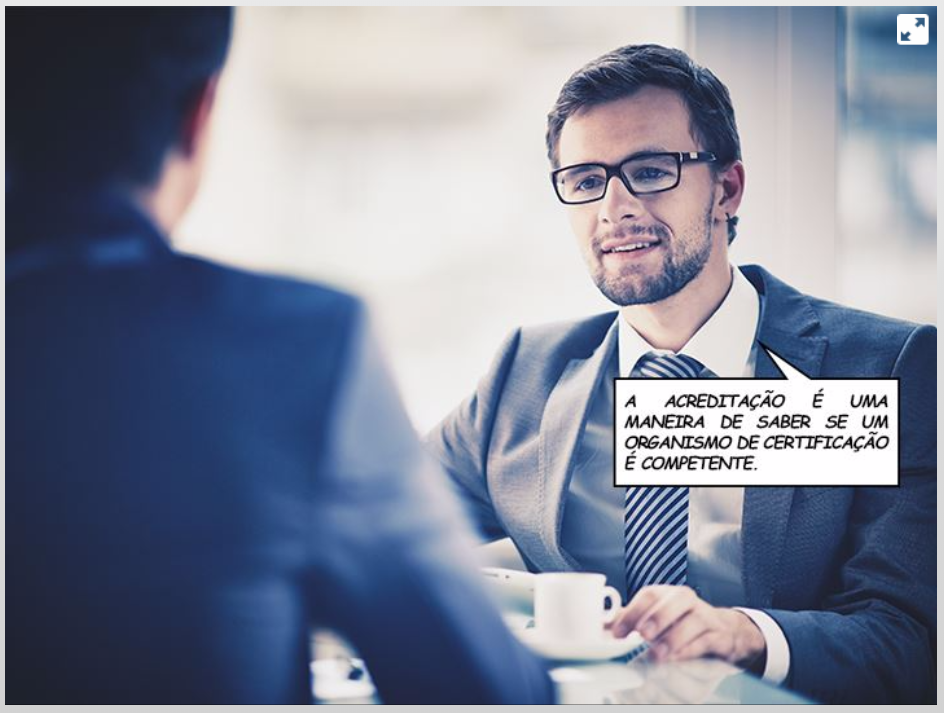 A ACREDITAÇÃO É UMA
MANEIRA DE SABER SE UM
ORGANISMO DE CERTIFICAÇÃO
É COMPETENTE.